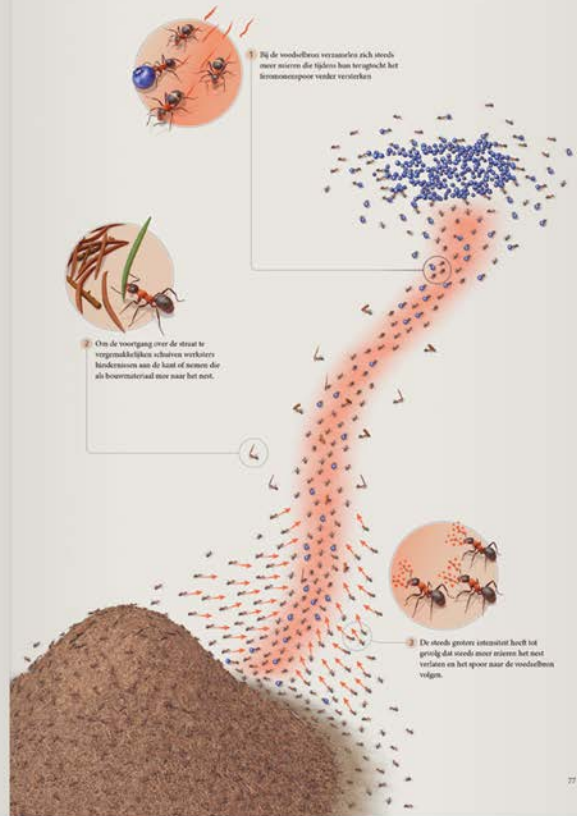 1 Bij de voedselbron verzamelen zich steeds
meer mieren die tijdens hun terugtocht het
feromonenspoor verder versterken
2 Om de voortgang over de straat te
vergemakkelijken schuiven werksters
hindernissen aan de kant of nemen die
als bouwmateriaal mee naar het nest.
3 De steeds grotere intensiteit heeft tot
gevolg dat steeds meer mieren het nest
verlaten en het spoor naar de voedselbron
volgen.
77